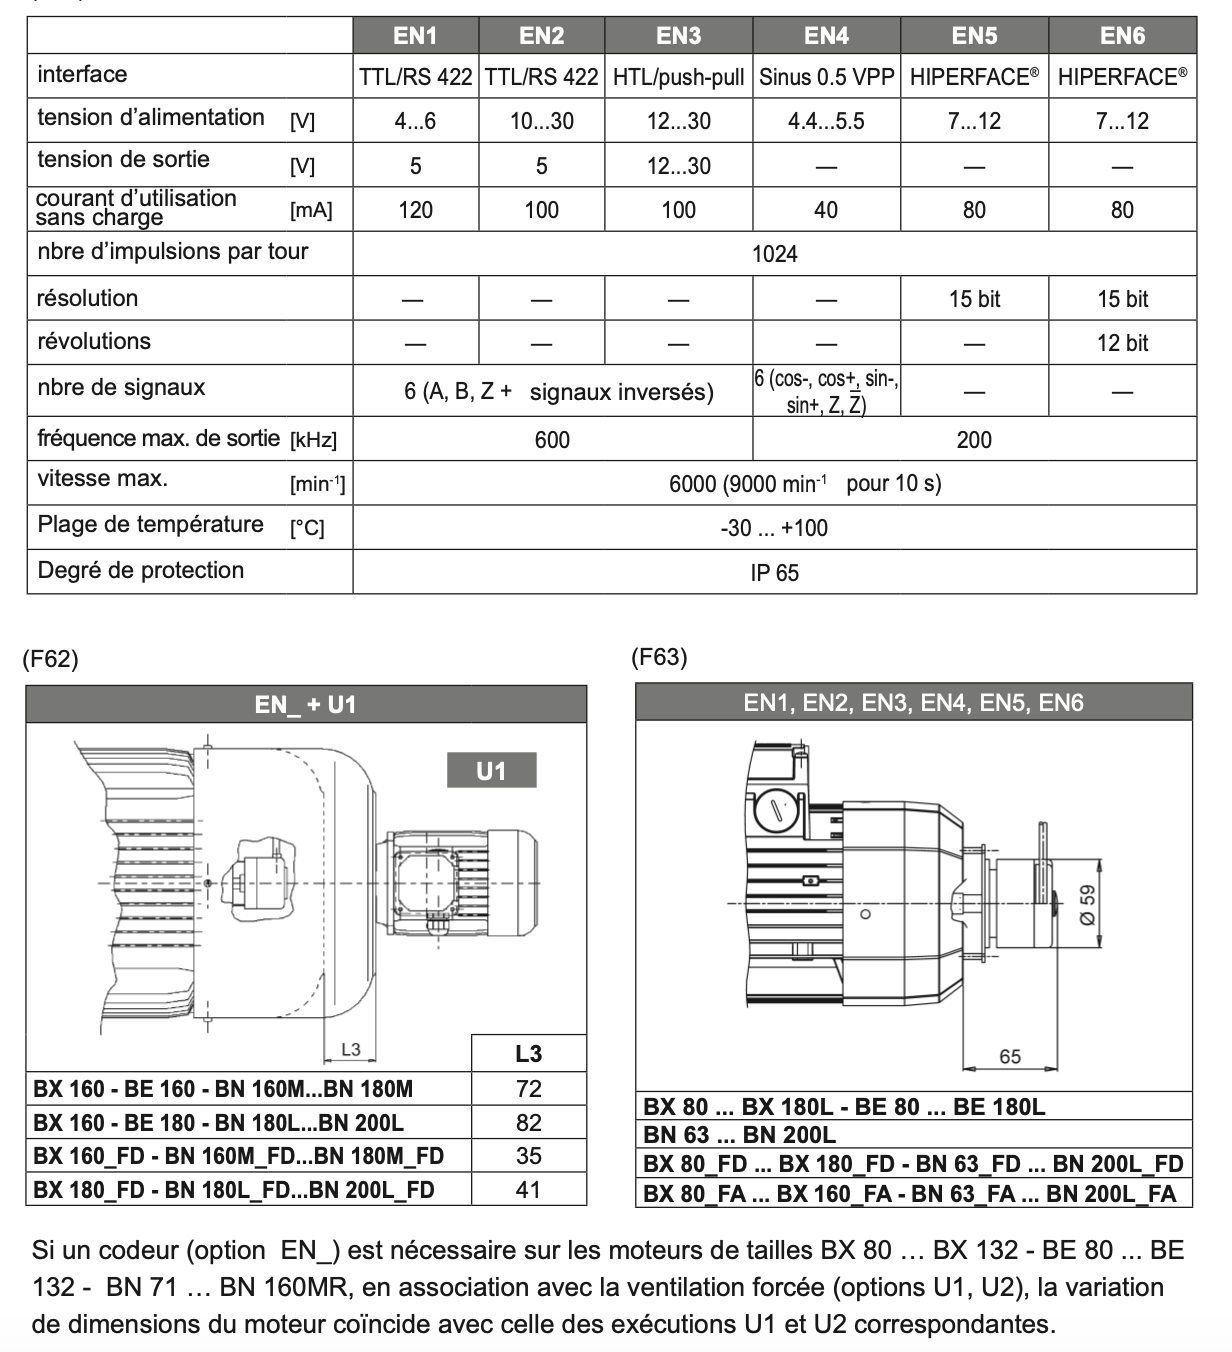 EN1 EN2 EN3 EN4 EN5 EN6
interface TTL/RS 422 TTL/RS 422 HTL/push-pull Sinus 0.5 VPP HIPERFACE® HIPERFACE®
tension d’alimentation [V] 4...6 10...30 12...30 4.4...5.5 7...12 7...12
tension de sortie [V] 5 5 12...30 — — —
courant d’utilisation
sans charge [mA] 120 100 100 40 80 80
nbre d’impulsions par tour 1024
résolution — — — — 15 bit 15 bit
révolutions — — — — — 12 bit
nbre de signaux 6 (A, B, Z + signaux inversés) 6 (cos-, cos+, sin-,
sin+, Z, Z̅) — —
fréquence max. de sortie [kHz] 600 200
vitesse max. [min⁻¹] 6000 (9000 min⁻¹ pour 10 s)
Plage de température [°C] -30 ... +100
Degré de protection IP 65
(F62)
EN_ + U1
U1
L3
L3
BX 160 - BE 160 - BN 160M...BN 180M 72
BX 160 - BE 180 - BN 180L...BN 200L 82
BX 160_FD - BN 160M_FD...BN 180M_FD 35
BX 180_FD - BN 180L_FD...BN 200L_FD 41
(F63)
EN1, EN2, EN3, EN4, EN5, EN6
Ø 59
65
BX 80 ... BX 180L - BE 80 ... BE 180L
BN 63 ... BN 200L
BX 80_FD ... BX 180_FD - BN 63_FD ... BN 200L_FD
BX 80_FA ... BX 160_FA - BN 63_FA ... BN 200L_FA
Si un codeur (option EN_) est nécessaire sur les moteurs de tailles BX 80 … BX 132 - BE 80 ... BE
132 - BN 71 … BN 160MR, en association avec la ventilation forcée (options U1, U2), la variation
de dimensions du moteur coïncide avec celle des exécutions U1 et U2 correspondantes.